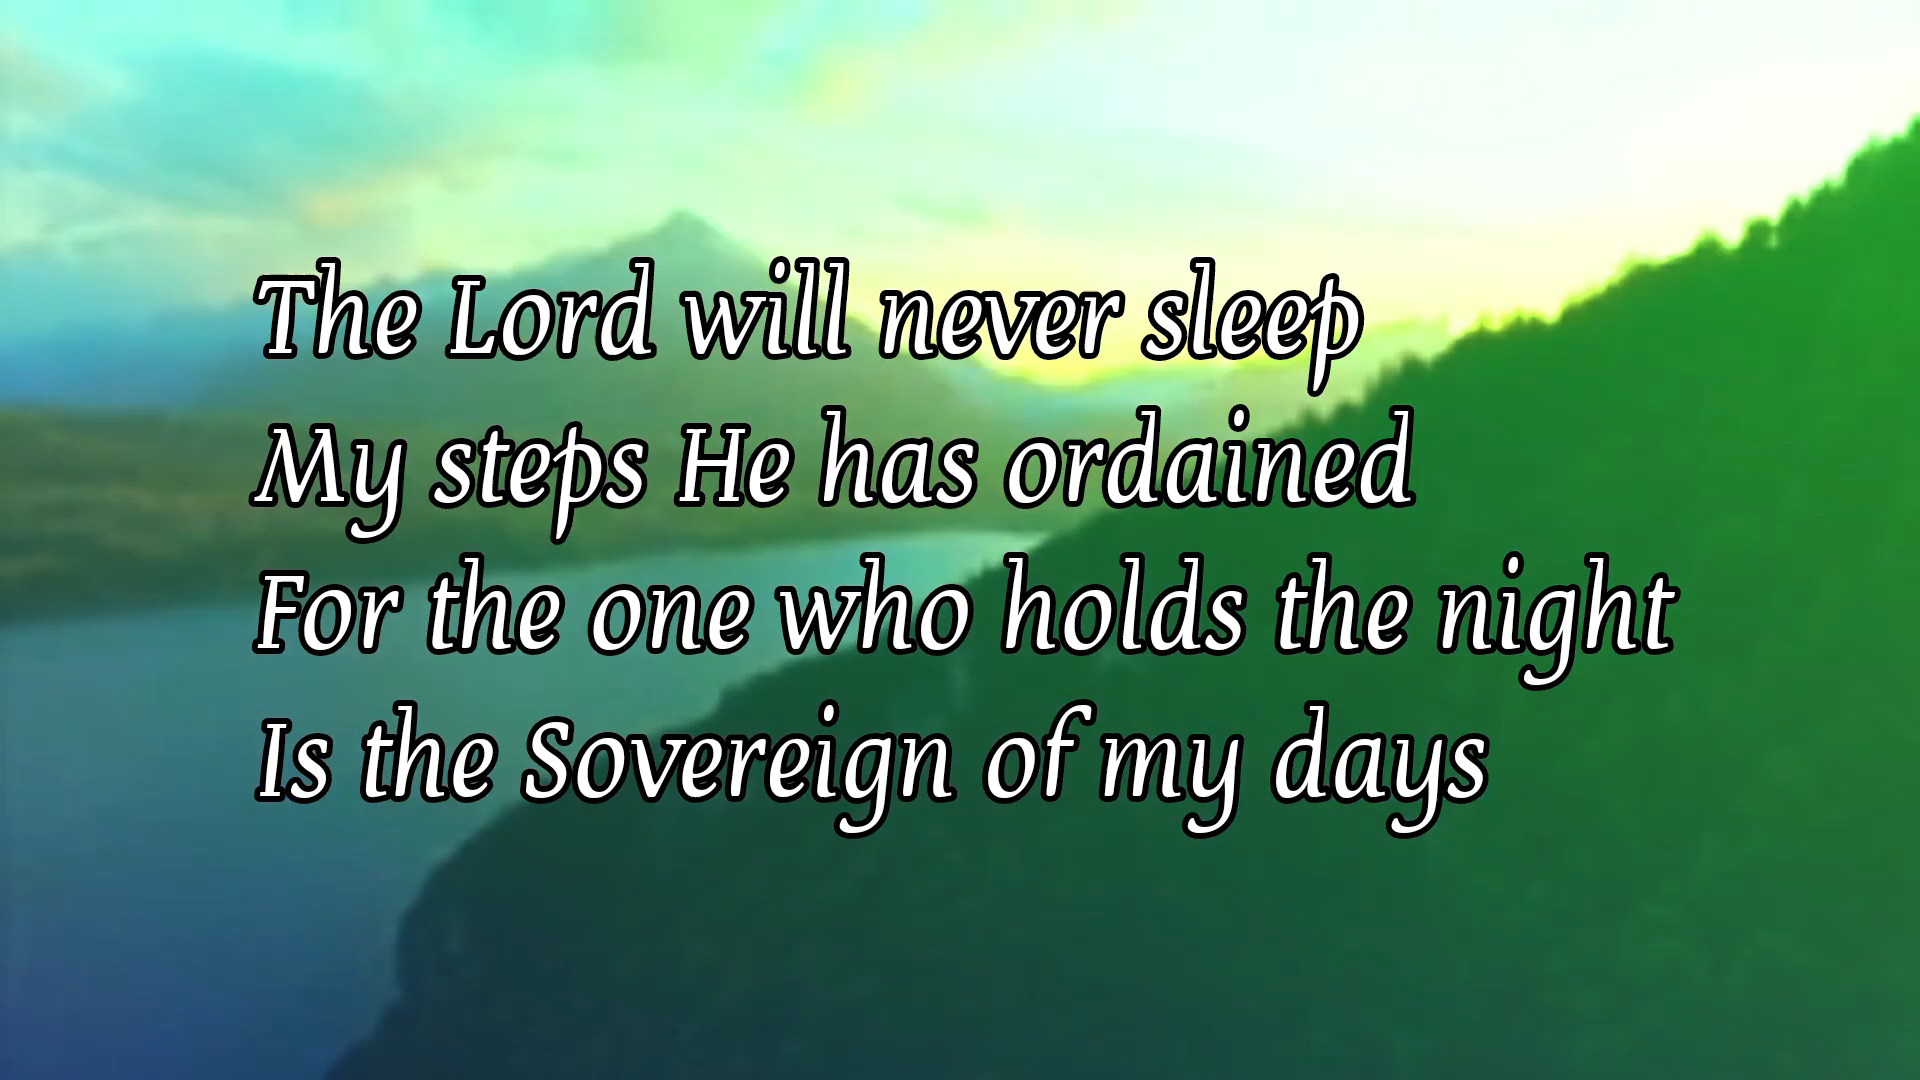 The Lord will never sleep
My steps He has ordained
For the one who holds the night
Is the Sovereign of my days